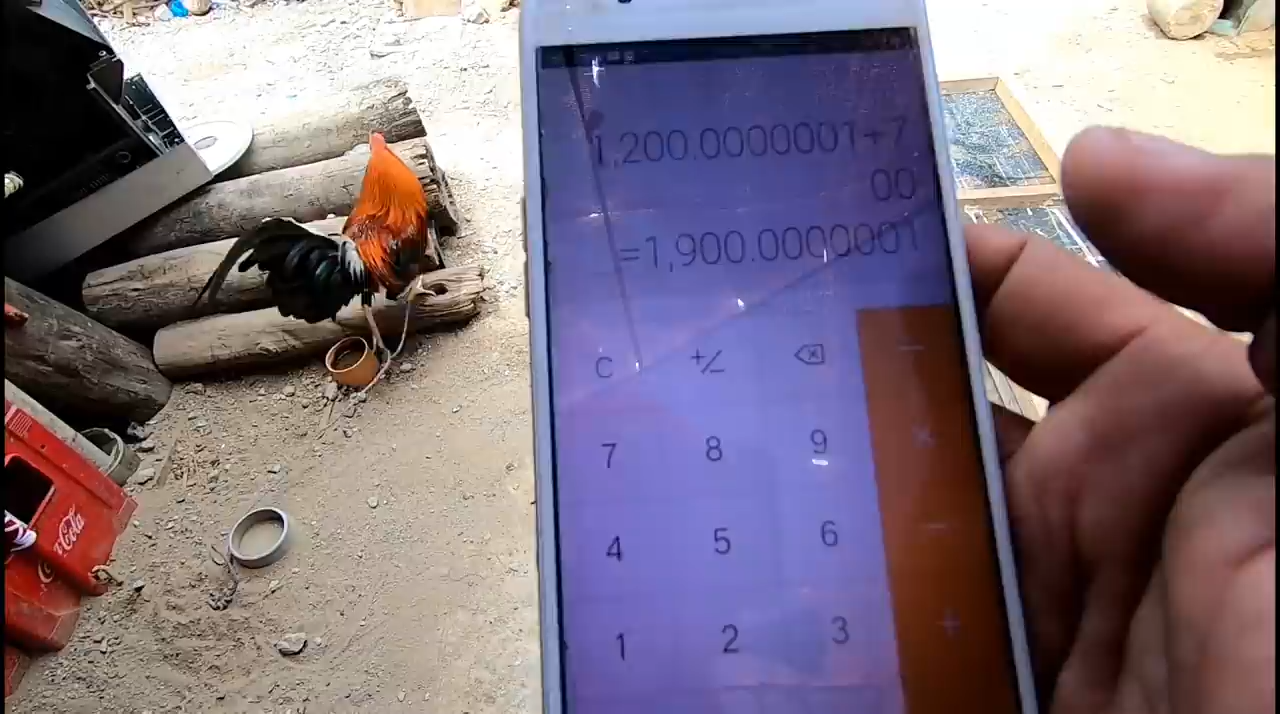 1,200.0000001+7
00
=1,900.0000001
C +/-
7 8 9
4 5 6
1 2 3
+
Coca-Cola